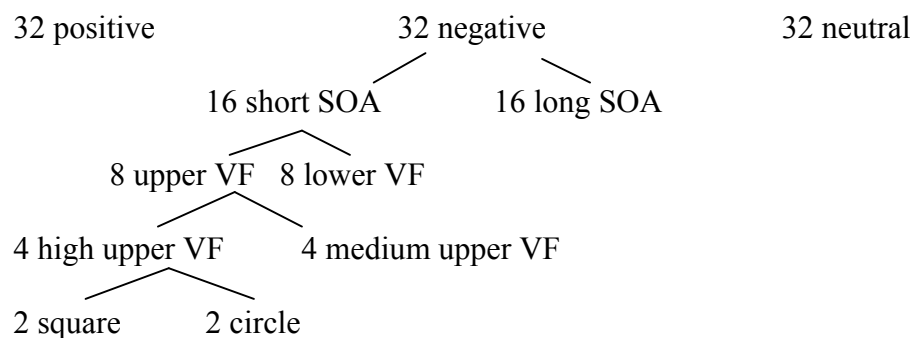 32 positive 32 negative 32 neutral
16 short SOA 16 long SOA
8 upper VF 8 lower VF
4 high upper VF 4 medium upper VF
2 square 2 circle